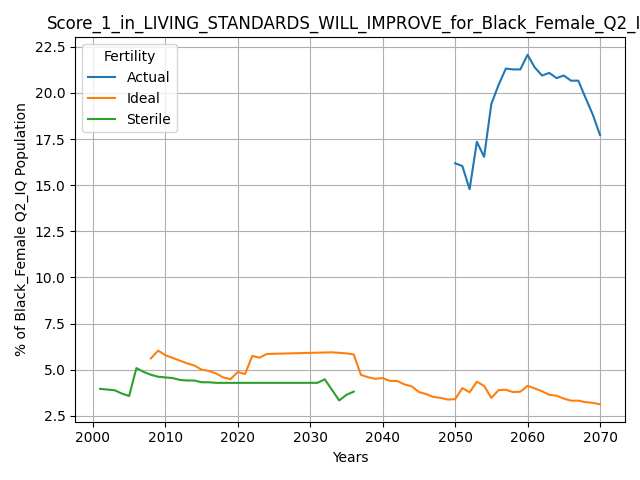 Score_1_in_LIVING_STANDARDS_WILL_IMPROVE_for_Black_Female_Q2_I
Fertility
Actual
Ideal
Sterile
% of Black_Female Q2_IQ Population
22.5
20.0
17.5
15.0
12.5
10.0
7.5
5.0
2.5
2000 2010 2020 2030 2040 2050 2060 2070
Years